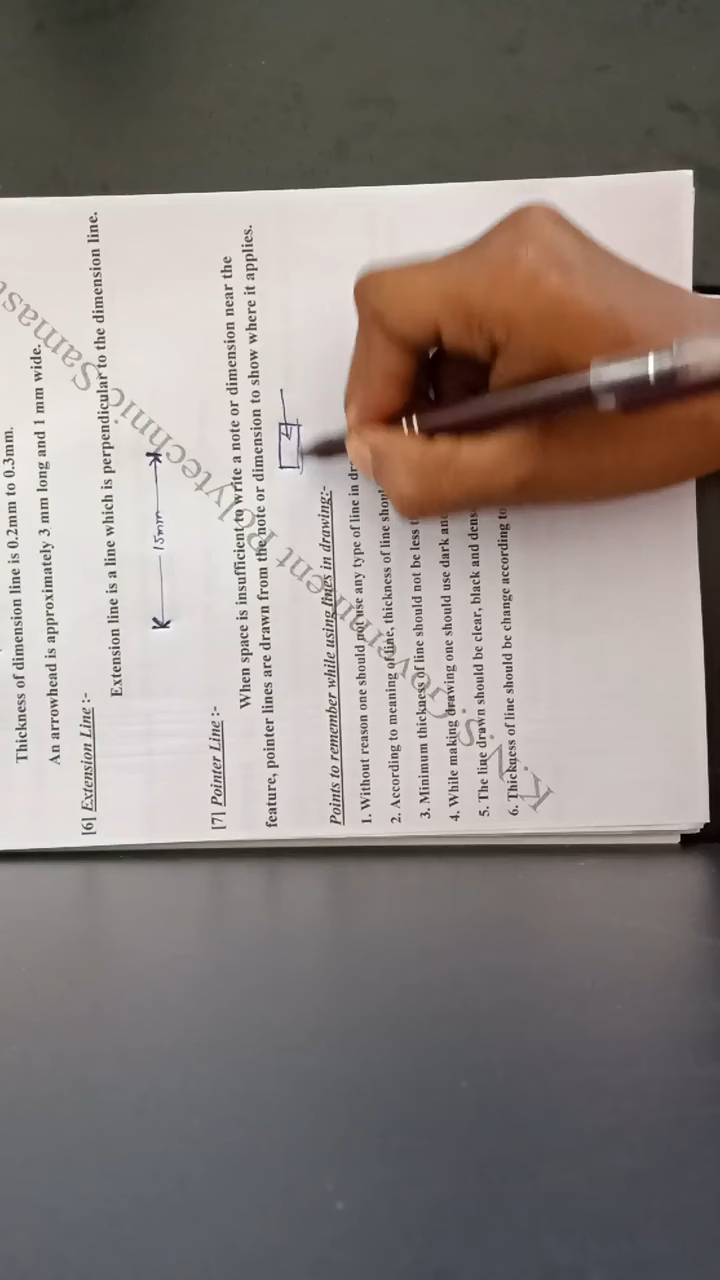 Thickness of dimension line is 0.2mm to 0.3mm.
An arrowhead is approximately 3 mm long and 1 mm wide.
[6] Extension Line :-
Extension line is a line which is perpendicular to the dimension line.
15mm
[7] Pointer Line :-
When space is insufficient to write a note or dimension near the
feature, pointer lines are drawn from the note or dimension to show where it applies.
Points to remember while using lines in drawing:-
1. Without reason one should not use any type of line in
2. According to meaning of line, thickness of line
3. Minimum thickness of line should not be less
4. While making drawing one should use dark
5. The line drawn should be clear, black and
6. Thickness of line should be change according to
K. N. S. Government Polytechnic